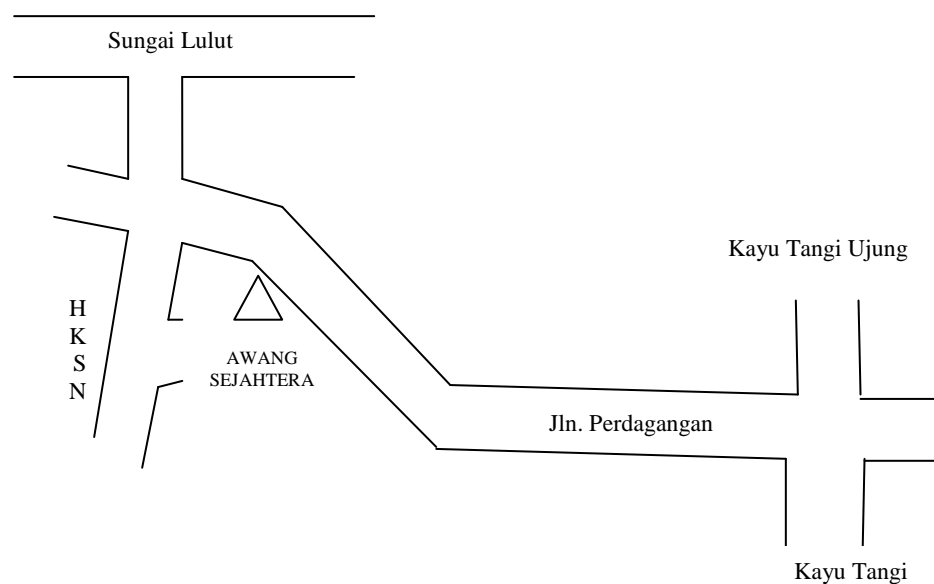 Sungai Lulut
Kayu Tangi Ujung
H
K
S
N
AWANG
SEJAHTERA
Jln. Perdagangan
Kayu Tangi